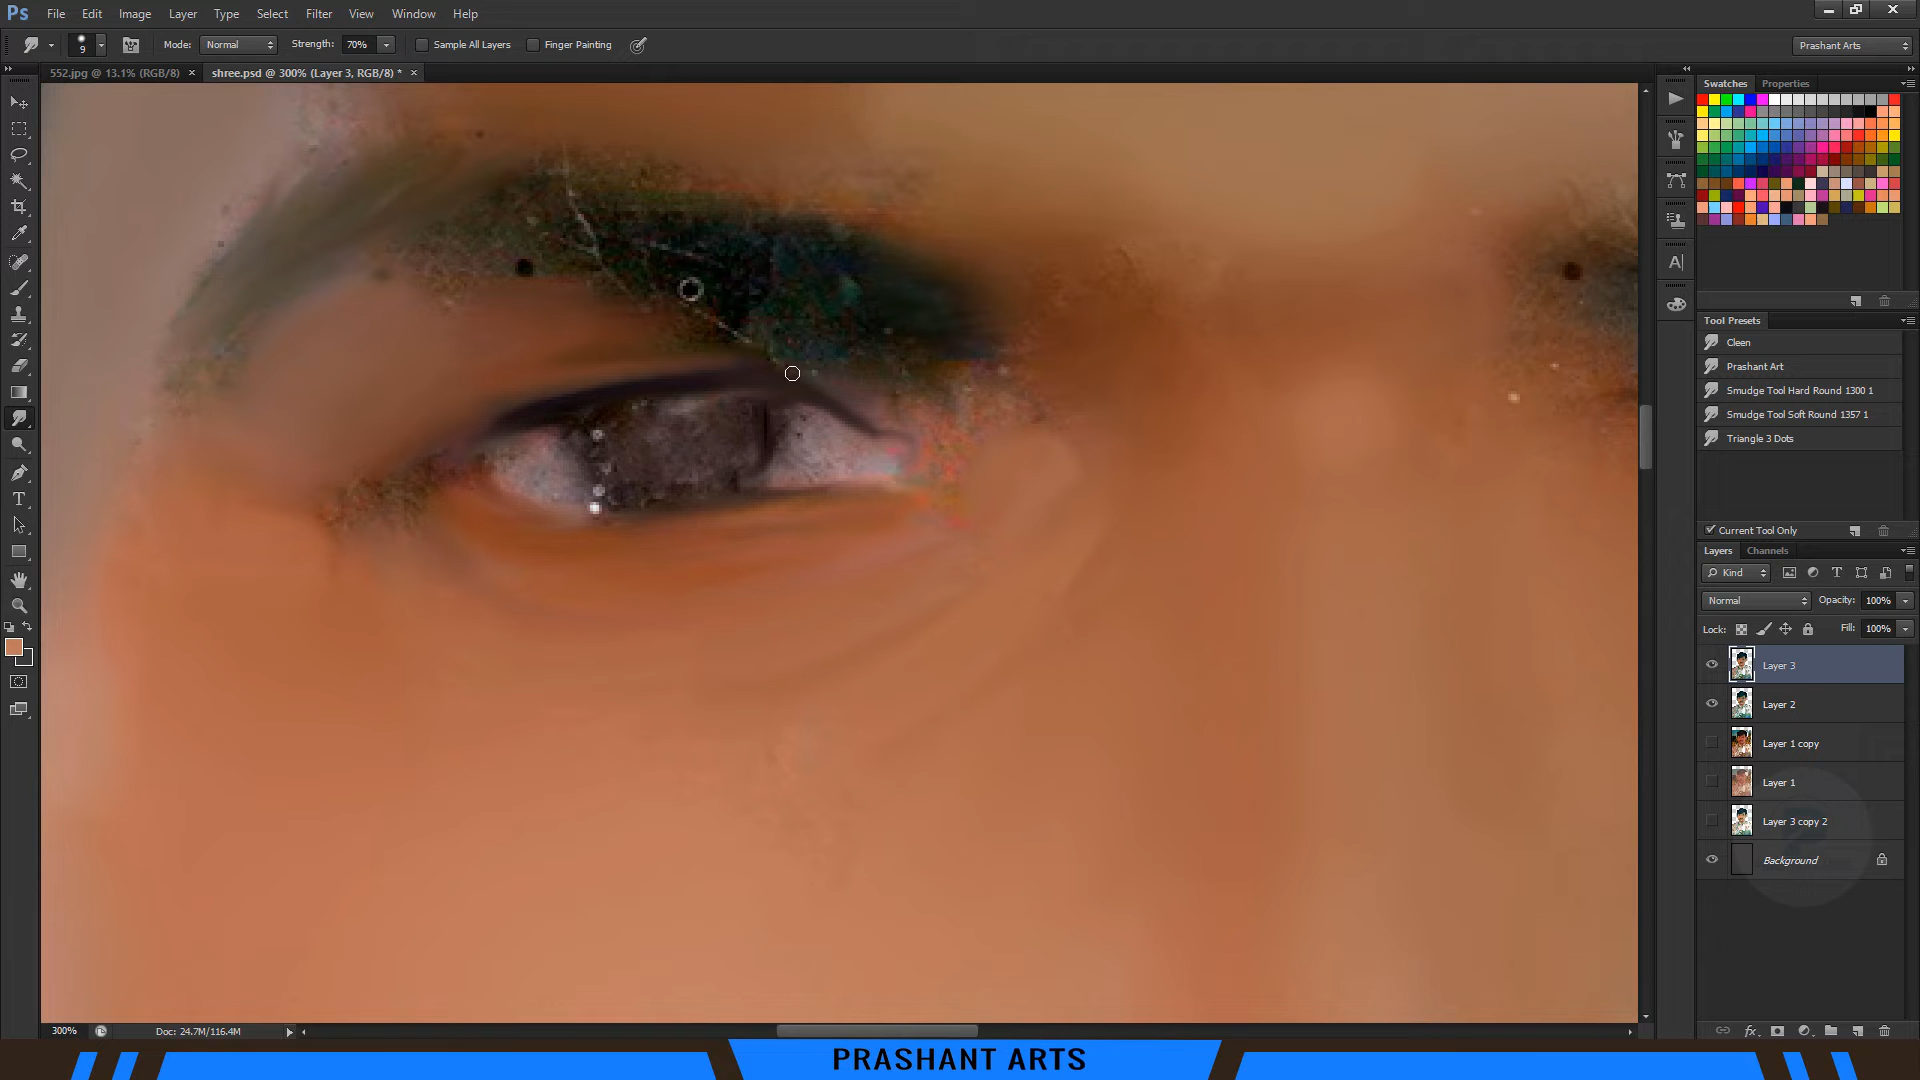 Ps File Edit Image Layer Type Select Filter 3D View Window Help
9 Mode: Normal Strength: 70% Sample All Layers Finger Painting Prashant Arts
552.jpg @ 13.1% (RGB/8) × shree.psd @ 300% (Layer 3, RGB/8) * ×
Swatches Properties
Tool Presets
Cleen
Prashant Art
Smudge Tool Hard Round 1300 1
Smudge Tool Soft Round 1357 1
Triangle 3 Dots
Current Tool Only
Layers Channels
Kind
Normal Opacity: 100%
Lock: Fill: 100%
Layer 3
Layer 2
Layer 1 copy
Layer 1
Layer 3 copy 2
Background
300% Doc: 24.7M/116.4M
PRASHANT ARTS